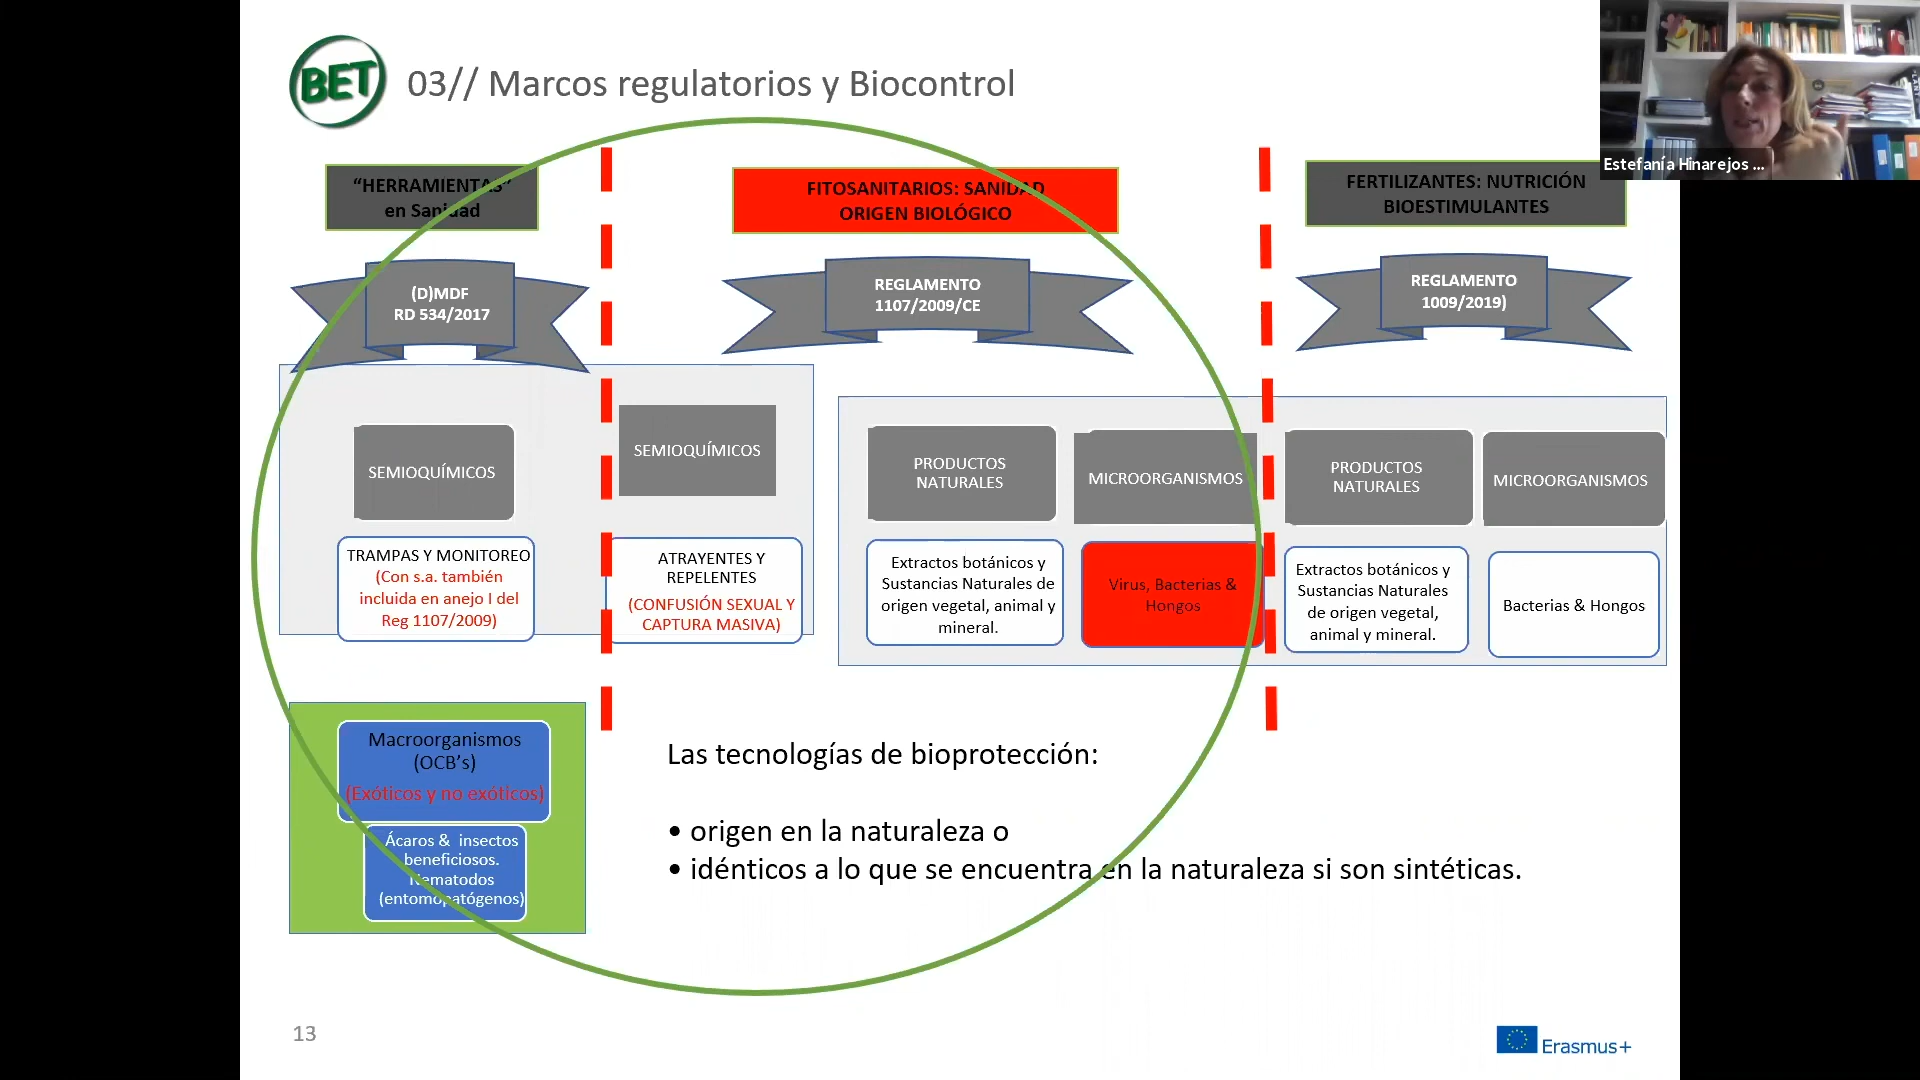 BET
03// Marcos regulatorios y Biocontrol
Estefanía Hinarejos ...
“HERRAMIENTAS”
en Sanidad
FITOSANITARIOS: SANIDAD
ORIGEN BIOLÓGICO
FERTILIZANTES: NUTRICIÓN
BIOESTIMULANTES
(D)MDF
RD 534/2017
REGLAMENTO
1107/2009/CE
REGLAMENTO
1009/2019)
SEMIOQUÍMICOS
SEMIOQUÍMICOS
PRODUCTOS
NATURALES
MICROORGANISMOS
PRODUCTOS
NATURALES
MICROORGANISMOS
TRAMPAS Y MONITOREO
(Con s.a. también
incluida en anejo I del
Reg 1107/2009)
ATRAYENTES Y
REPELENTES
(CONFUSIÓN SEXUAL Y
CAPTURA MASIVA)
Extractos botánicos y
Sustancias Naturales de
origen vegetal, animal y
mineral.
Virus, Bacterias &
Hongos
Extractos botánicos y
Sustancias Naturales
de origen vegetal,
animal y mineral.
Bacterias & Hongos
Macroorganismos
(OCB’s)
(Exóticos y no exóticos)
Ácaros & insectos
beneficiosos.
Nematodos
(entomopatógenos)
Las tecnologías de bioprotección:
• origen en la naturaleza o
• idénticos a lo que se encuentra en la naturaleza si son sintéticas.
13
Erasmus+